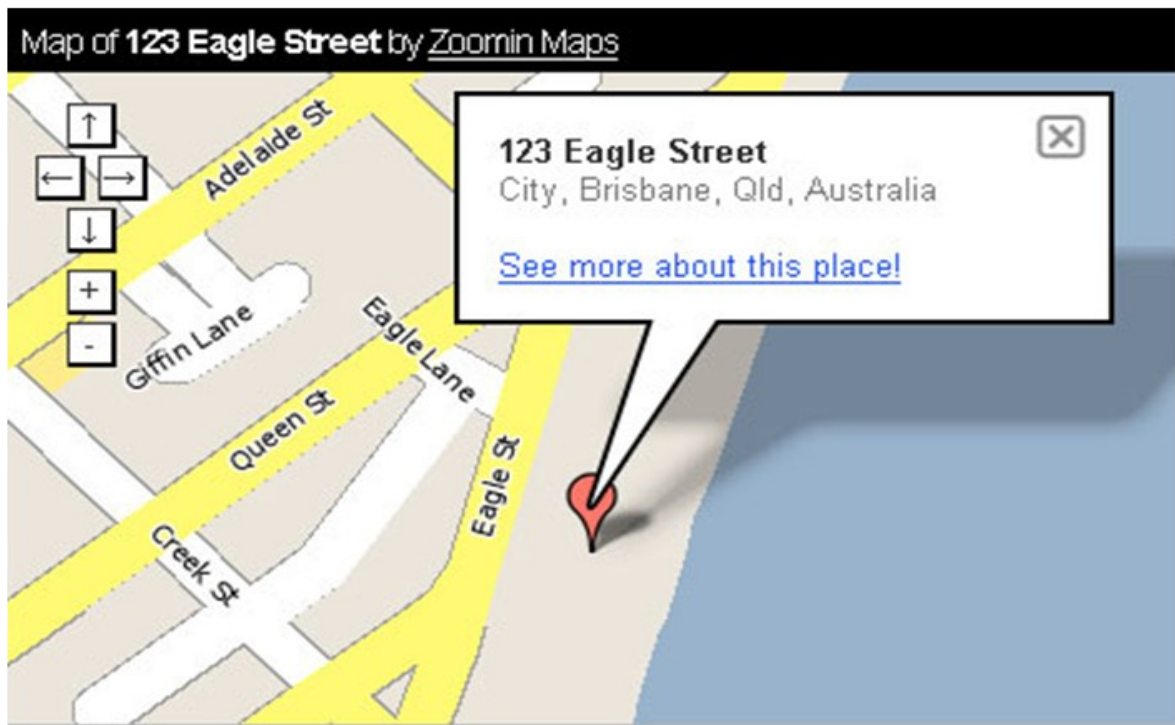 Map of 123 Eagle Street by Zoomin Maps
123 Eagle Street
City, Brisbane, Qld, Australia
See more about this place!
↑
← →
↓
+
-
Adelaide St
Giffin Lane
Eagle Lane
Queen St
Eagle St
Creek St